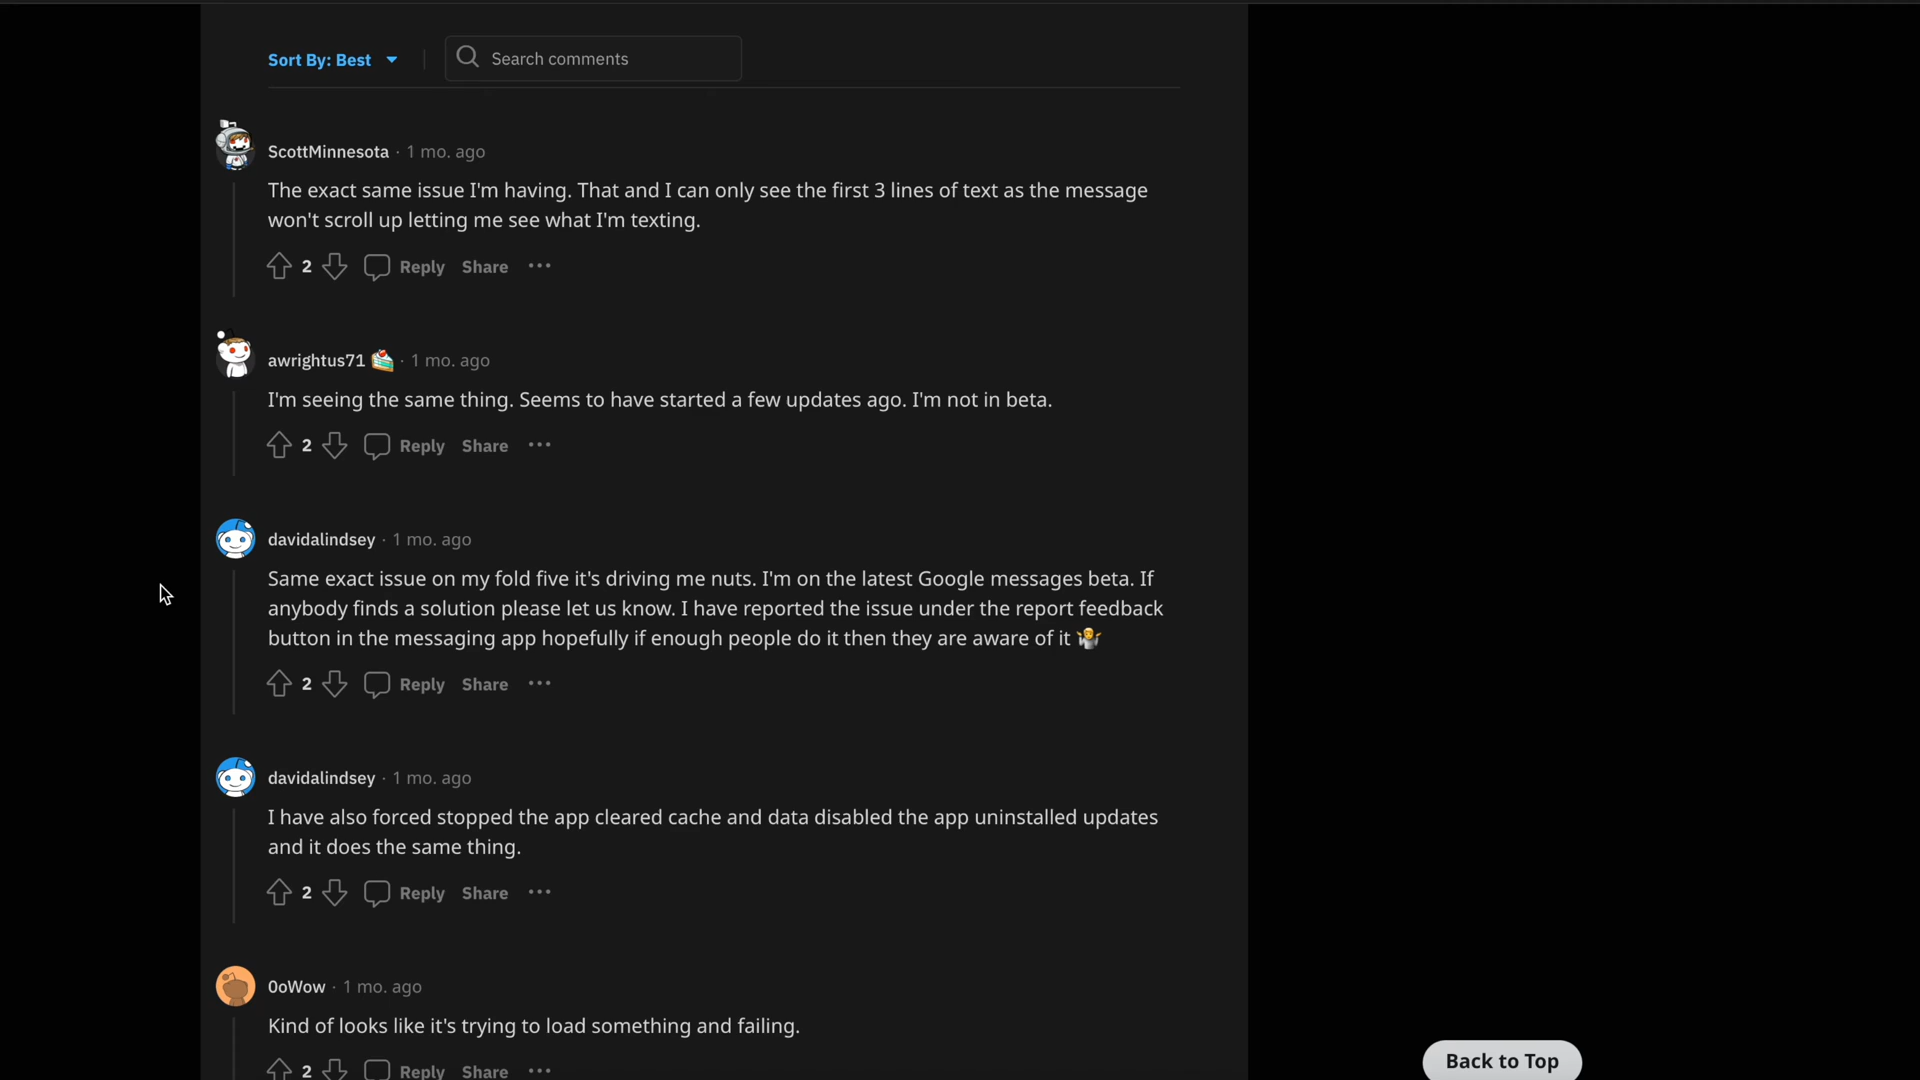 Sort By: Best
Search comments
ScottMinnesota · 1 mo. ago
The exact same issue I'm having. That and I can only see the first 3 lines of text as the message
won't scroll up letting me see what I'm texting.
2 Reply Share ···
awrightus71 🍰 · 1 mo. ago
I'm seeing the same thing. Seems to have started a few updates ago. I'm not in beta.
2 Reply Share ···
davidalindsey · 1 mo. ago
Same exact issue on my fold five it's driving me nuts. I'm on the latest Google messages beta. If
anybody finds a solution please let us know. I have reported the issue under the report feedback
button in the messaging app hopefully if enough people do it then they are aware of it 🤷
2 Reply Share ···
davidalindsey · 1 mo. ago
I have also forced stopped the app cleared cache and data disabled the app uninstalled updates
and it does the same thing.
2 Reply Share ···
0oWow · 1 mo. ago
Kind of looks like it's trying to load something and failing.
2 Reply Share ···
Back to Top